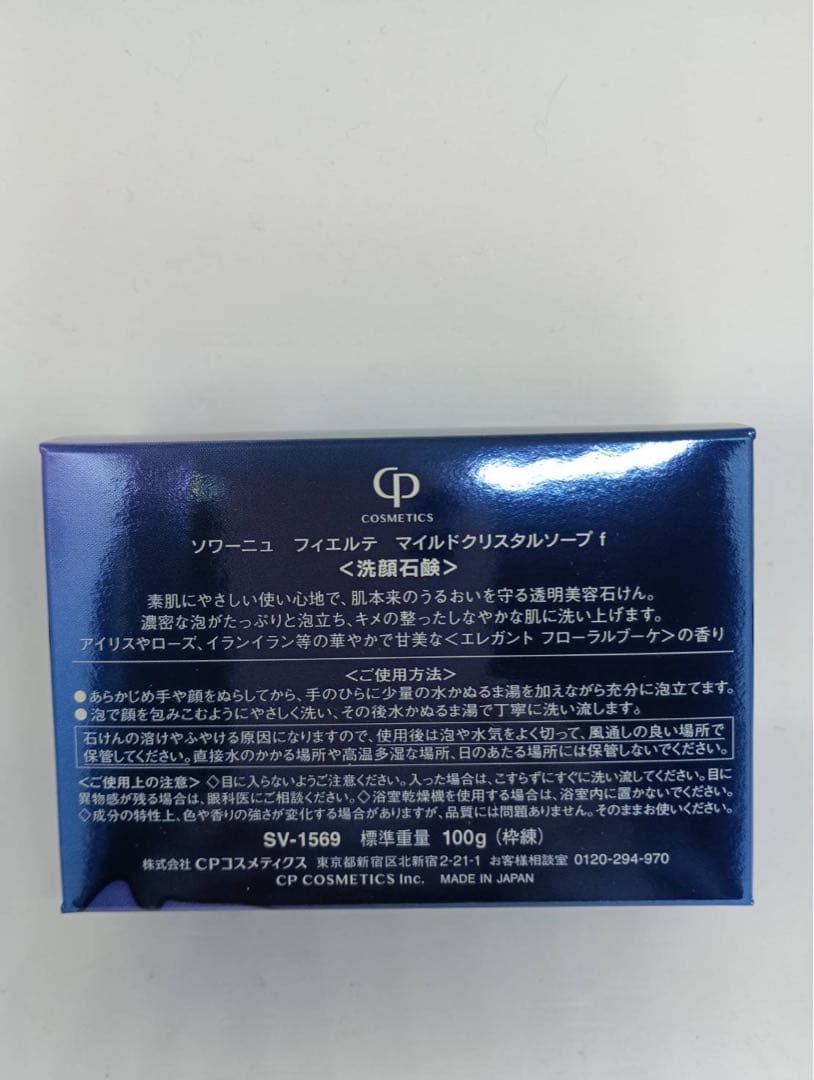 CP
COSMETICS
ソワーニュ フィエルテ マイルドクリスタルソープ f
<洗顔石鹸>
素肌にやさしい使い心地で、肌本来のうるおいを守る透明美容石けん。
濃密な泡がたっぷりと泡立ち、キメの整ったしなやかな肌に洗い上げます。
アイリスやローズ、イランイラン等の華やかで甘美な<エレガント フローラルブーケ>の香り
<ご使用方法>
●あらかじめ手や顔をぬらしてから、手のひらに少量の水かぬるま湯を加えながら充分に泡立てます。
●泡で顔を包みこむようにやさしく洗い、その後水かぬるま湯で丁寧に洗い流します。
石けんの溶けやふやける原因になりますので、使用後は泡や水気をよく切って、風通しの良い場所で
保管してください。直接水のかかる場所や高温多湿な場所、日のあたる場所には保管しないでください。
<ご使用上の注意> ◇目に入らないようご注意ください。入った場合は、こすらずにすぐに洗い流してください。目に
異物感が残る場合は、眼科医にご相談ください。◇浴室乾燥機を使用する場合は、浴室内に置かないでください。
◇成分の特性上、色や香りの強さが変化する場合がありますが、品質には問題ありません。そのままお使いください。
SV-1569 標準重量 100g(枠練)
株式会社 CPコスメティクス 東京都新宿区北新宿2-21-1 お客様相談室 0120-294-970
CP COSMETICS Inc. MADE IN JAPAN